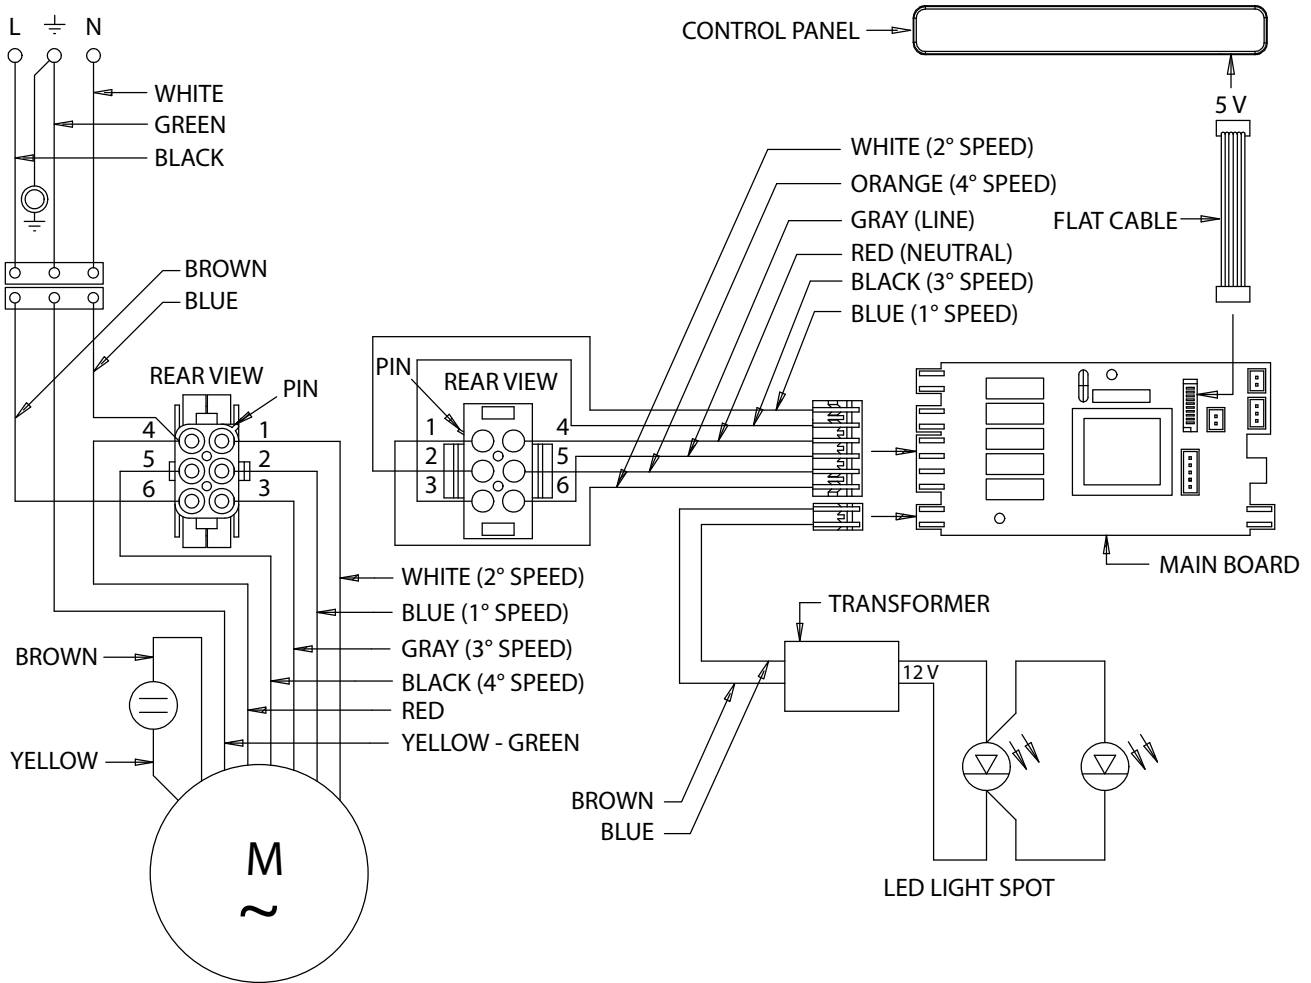 L ⏚ N
CONTROL PANEL
WHITE
GREEN
BLACK
5 V
WHITE (2° SPEED)
ORANGE (4° SPEED)
GRAY (LINE)
RED (NEUTRAL)
BLACK (3° SPEED)
BLUE (1° SPEED)
FLAT CABLE
BROWN
BLUE
REAR VIEW
PIN
4 1
5 2
6 3
PIN
REAR VIEW
1 4
2 5
3 6
MAIN BOARD
WHITE (2° SPEED)
BLUE (1° SPEED)
GRAY (3° SPEED)
BLACK (4° SPEED)
RED
YELLOW - GREEN
BROWN
YELLOW
M
~
TRANSFORMER
12 V
BROWN
BLUE
LED LIGHT SPOT